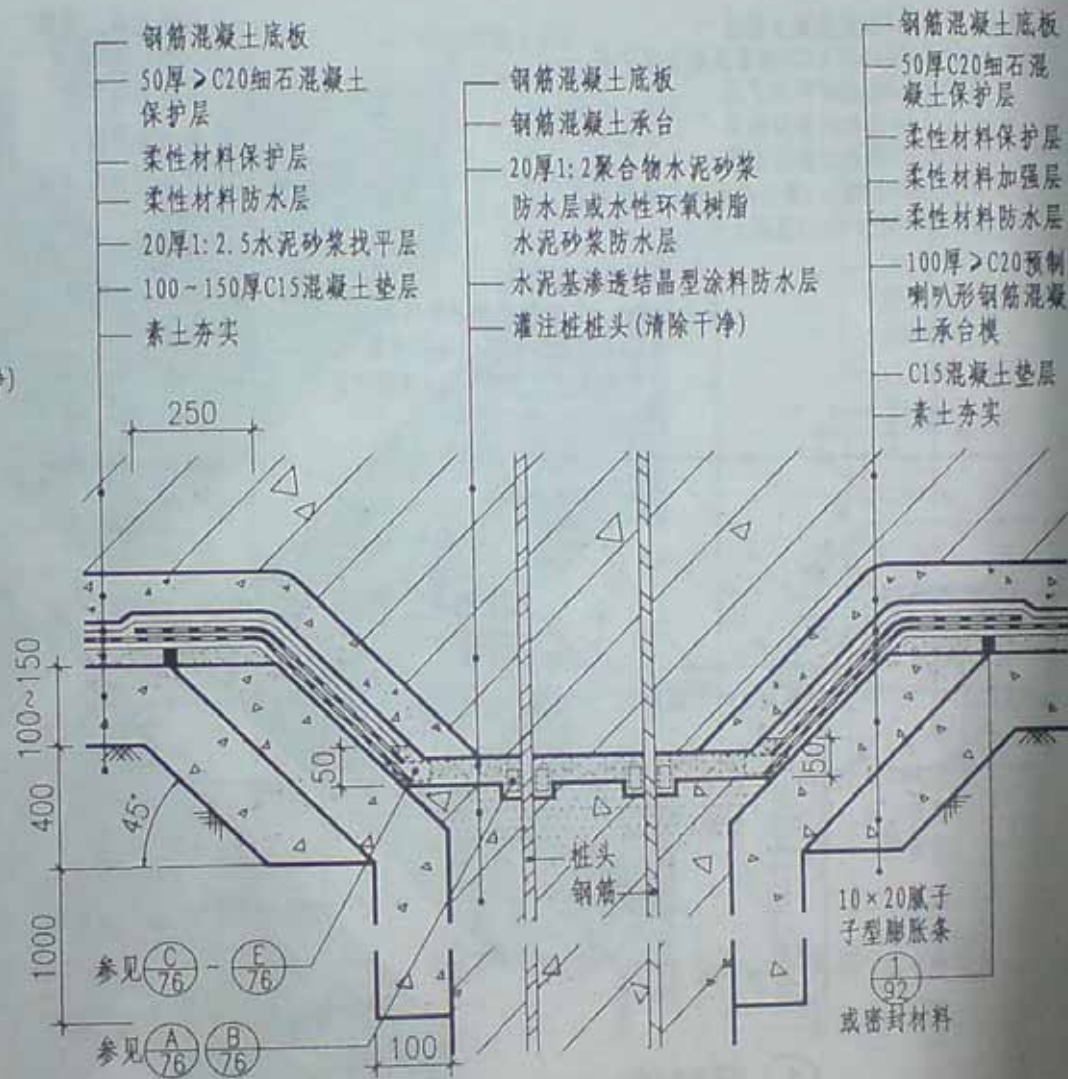 钢筋混凝土底板
50厚>C20细石混凝土
保护层
柔性材料保护层
柔性材料防水层
20厚1:2.5水泥砂浆找平层
100~150厚C15混凝土垫层
素土夯实
钢筋混凝土底板
钢筋混凝土承台
20厚1:2聚合物水泥砂浆
防水层或水性环氧树脂
水泥砂浆防水层
水泥基渗透结晶型涂料防水层
灌注桩桩头(清除干净)
钢筋混凝土底板
50厚C20细石混
凝土保护层
柔性材料保护层
柔性材料加强层
柔性材料防水层
100厚>C20预制
喇叭形钢筋混凝
土承台模
C15混凝土垫层
素土夯实
)
250
100~150
400
1000
45°
50
50
桩头
钢筋
10×20腻子
子型膨胀条
1
92
或密封材料
参见 C/76 ~ E/76
参见 A/76 B/76
100